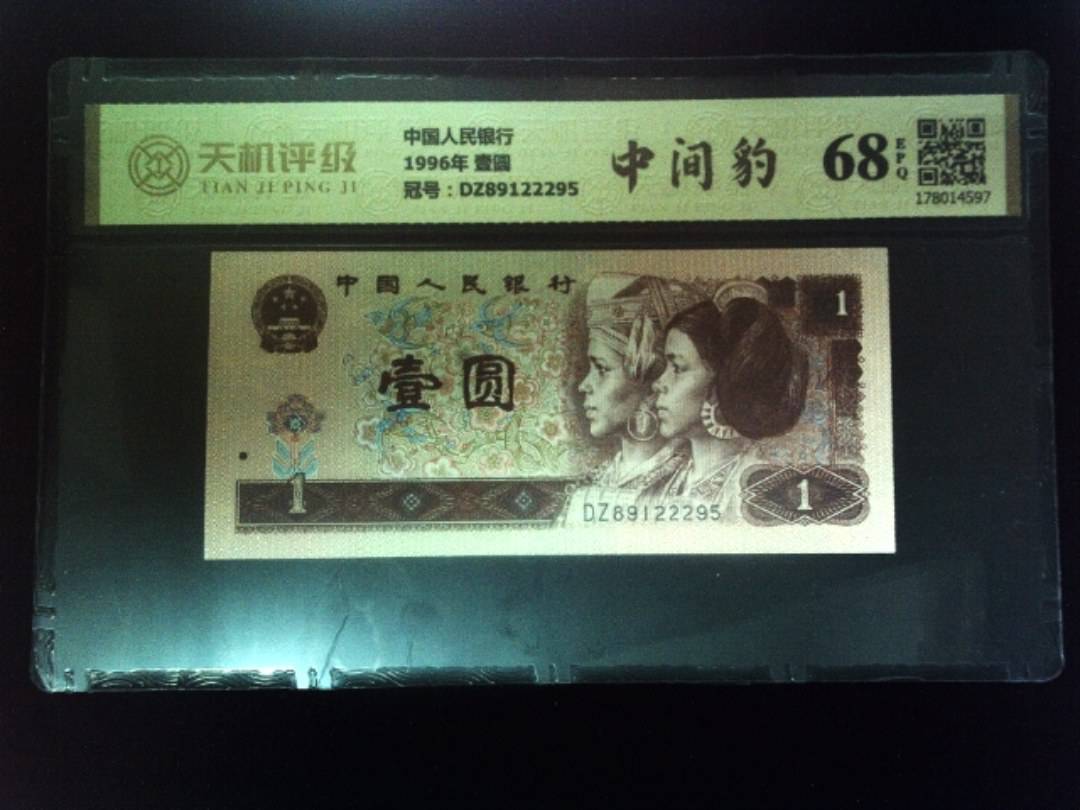 天机评级
TIAN JI PING JI
中国人民银行
1996年 壹圆
冠号：DZ89122295
中间豹
68
EPQ
178014597
中国人民银行
1
壹圆
1
DZ89122295
1